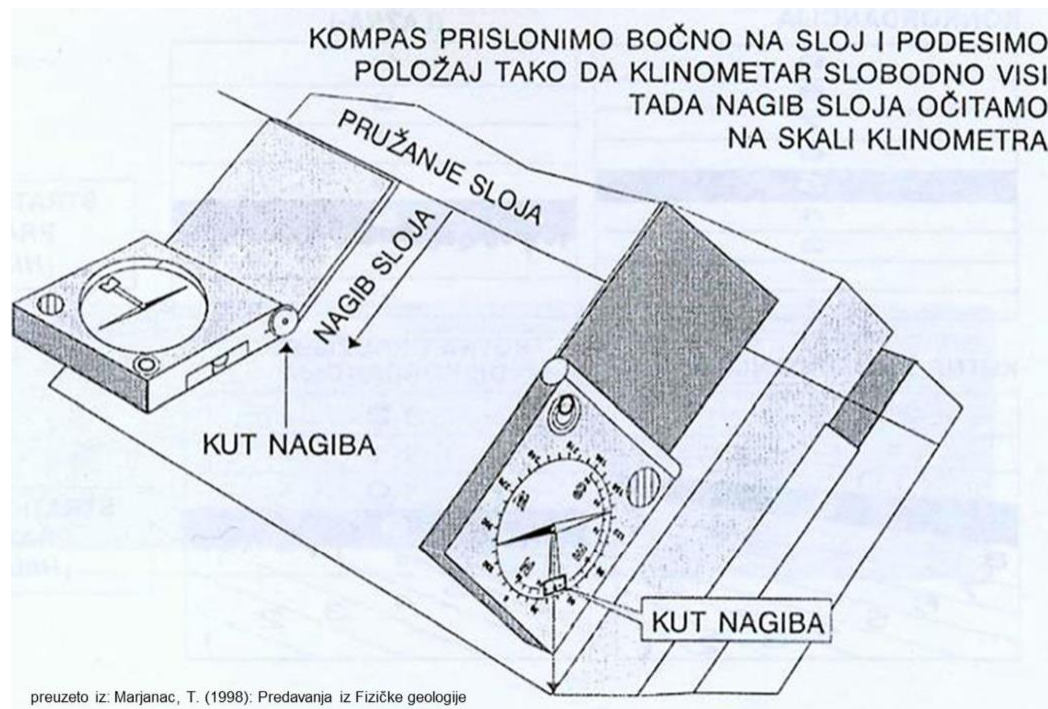 KOMPAS PRISLONIMO BOČNO NA SLOJ I PODESIMO
POLOŽAJ TAKO DA KLINOMETAR SLOBODNO VISI
TADA NAGIB SLOJA OČITAMO
NA SKALI KLINOMETRA
PRUŽANJE SLOJA
NAGIB SLOJA
KUT NAGIBA
KUT NAGIBA
preuzeto iz: Marjanac, T. (1998): Predavanja iz Fizičke geologije